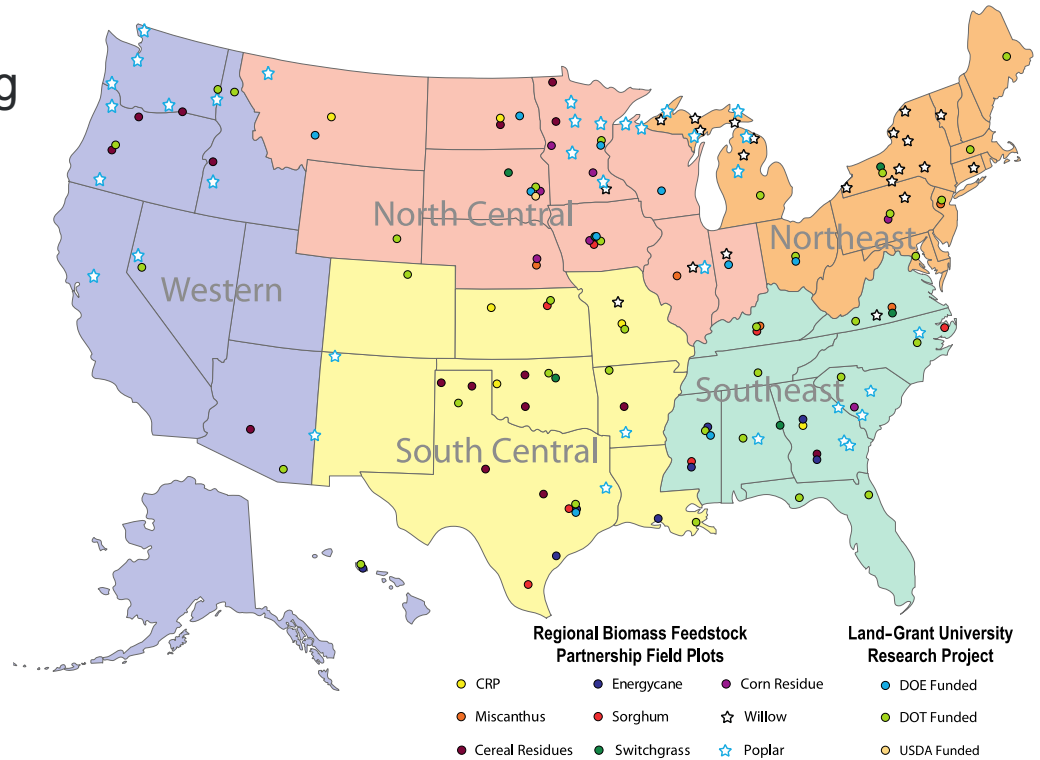 g
North Central
Northeast
Western
Southeast
South Central
Regional Biomass Feedstock
Partnership Field Plots
Land-Grant University
Research Project
CRP
Energycane
Corn Residue
DOE Funded
Miscanthus
Sorghum
Willow
DOT Funded
Cereal Residues
Switchgrass
Poplar
USDA Funded